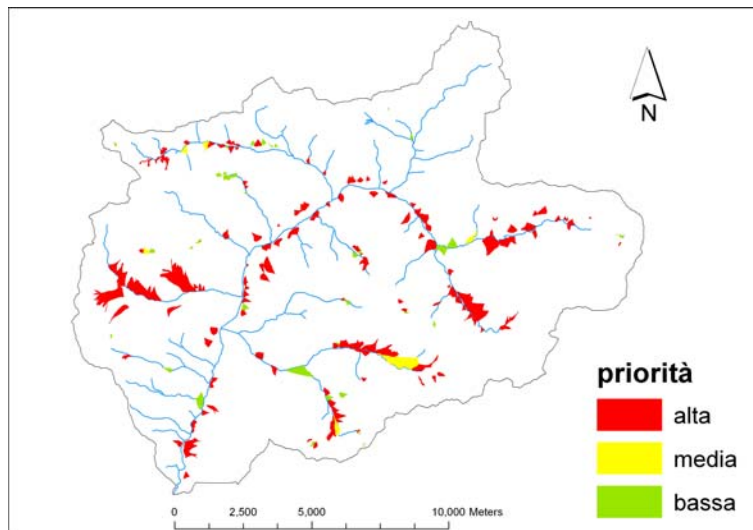 N
priorità
alta
media
bassa
0 2,500 5,000 10,000 Meters